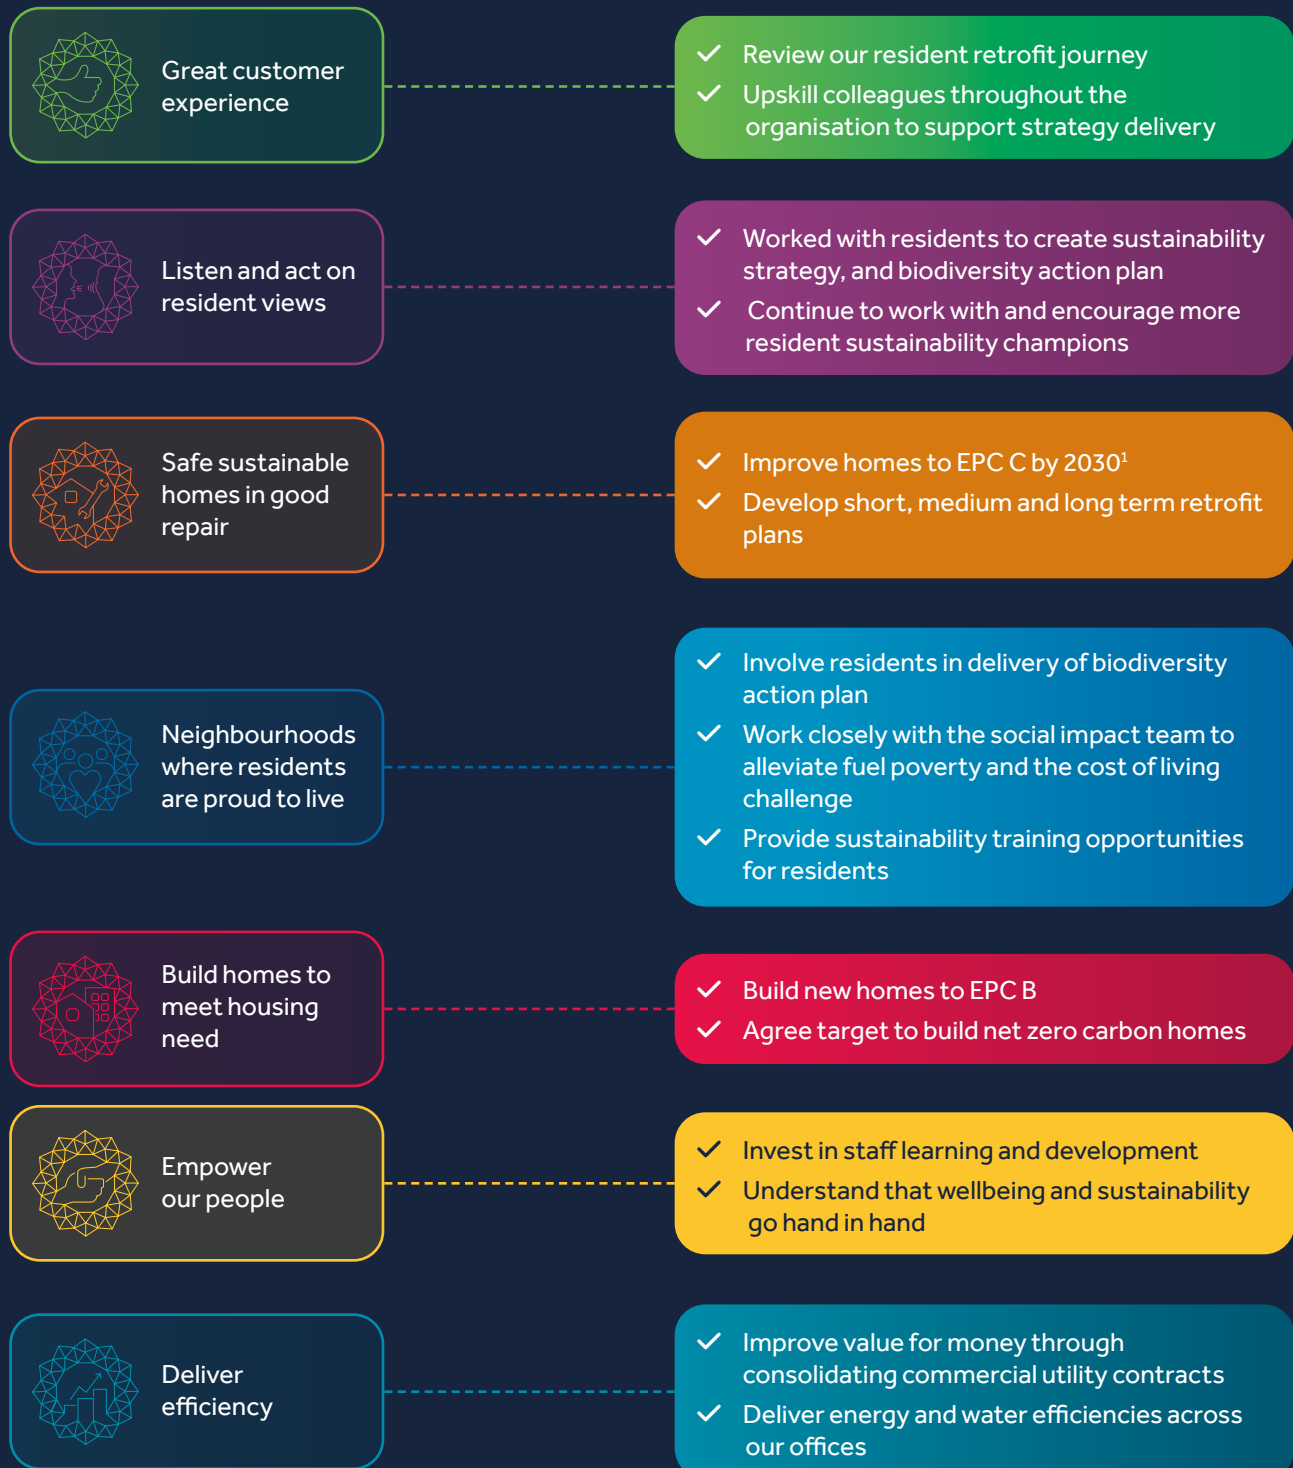 Great customer
experience
Review our resident retrofit journey
Upskill colleagues throughout the
organisation to support strategy delivery
Listen and act on
resident views
Worked with residents to create sustainability
strategy, and biodiversity action plan
Continue to work with and encourage more
resident sustainability champions
Safe sustainable
homes in good
repair
Improve homes to EPC C by 2030¹
Develop short, medium and long term retrofit
plans
Neighbourhoods
where residents
are proud to live
Involve residents in delivery of biodiversity
action plan
Work closely with the social impact team to
alleviate fuel poverty and the cost of living
challenge
Provide sustainability training opportunities
for residents
Build homes to
meet housing
need
Build new homes to EPC B
Agree target to build net zero carbon homes
Empower
our people
Invest in staff learning and development
Understand that wellbeing and sustainability
go hand in hand
Deliver
efficiency
Improve value for money through
consolidating commercial utility contracts
Deliver energy and water efficiencies across
our offices